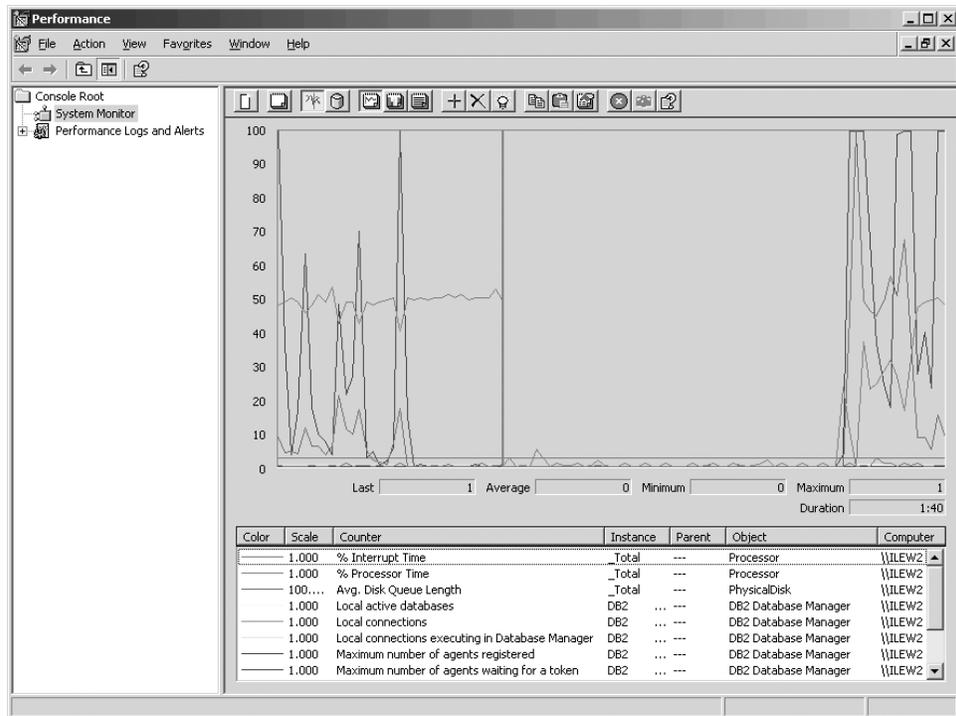 Performance
File Action View Favorites Window Help
Console Root
System Monitor
Performance Logs and Alerts
100
90
80
70
60
50
40
30
20
10
0
Last 1 Average 0 Minimum 0 Maximum 1
Duration 1:40
Color Scale Counter Instance Parent Object Computer
1.000 % Interrupt Time _Total --- Processor \\ILEW2
1.000 % Processor Time _Total --- Processor \\ILEW2
100.... Avg. Disk Queue Length _Total --- PhysicalDisk \\ILEW2
1.000 Local active databases DB2 ... --- DB2 Database Manager \\ILEW2
1.000 Local connections DB2 ... --- DB2 Database Manager \\ILEW2
1.000 Local connections executing in Database Manager DB2 ... --- DB2 Database Manager \\ILEW2
1.000 Maximum number of agents registered DB2 ... --- DB2 Database Manager \\ILEW2
1.000 Maximum number of agents waiting for a token DB2 ... --- DB2 Database Manager \\ILEW2